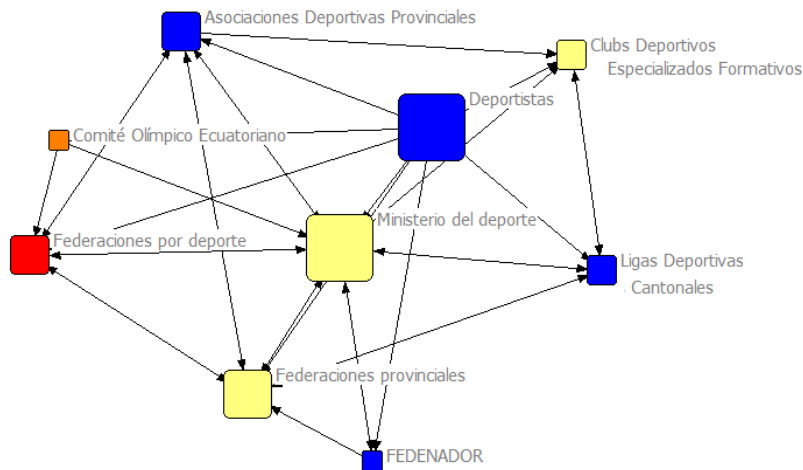 Asociaciones Deportivas Provinciales
Clubs Deportivos
Especializados Formativos
Deportistas
Comité Olímpico Ecuatoriano
Ministerio del deporte
Federaciones por deporte
Ligas Deportivas
Cantonales
Federaciones provinciales
FEDENADOR